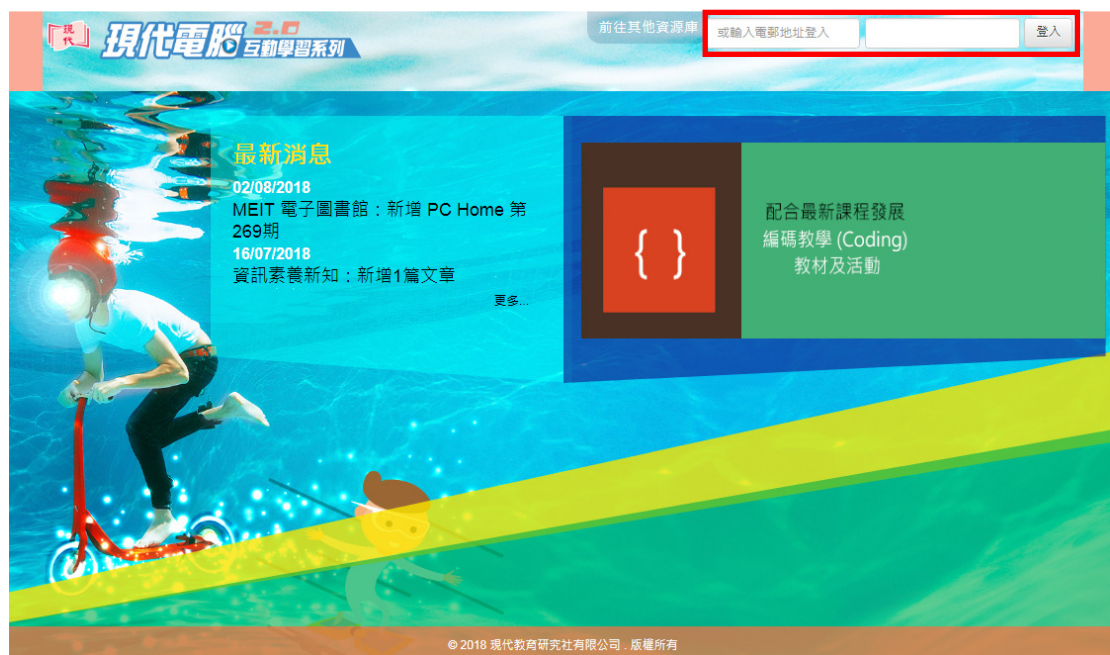 現代
現代電腦 2.0
互動學習系列
前往其他資源庫
或輸入電郵地址登入
登入
最新消息
02/08/2018
MEIT 電子圖書館：新增 PC Home 第
269期
16/07/2018
資訊素養新知：新增1篇文章
更多...
{ }
配合最新課程發展
編碼教學 (Coding)
教材及活動
© 2018 現代教育研究社有限公司 . 版權所有